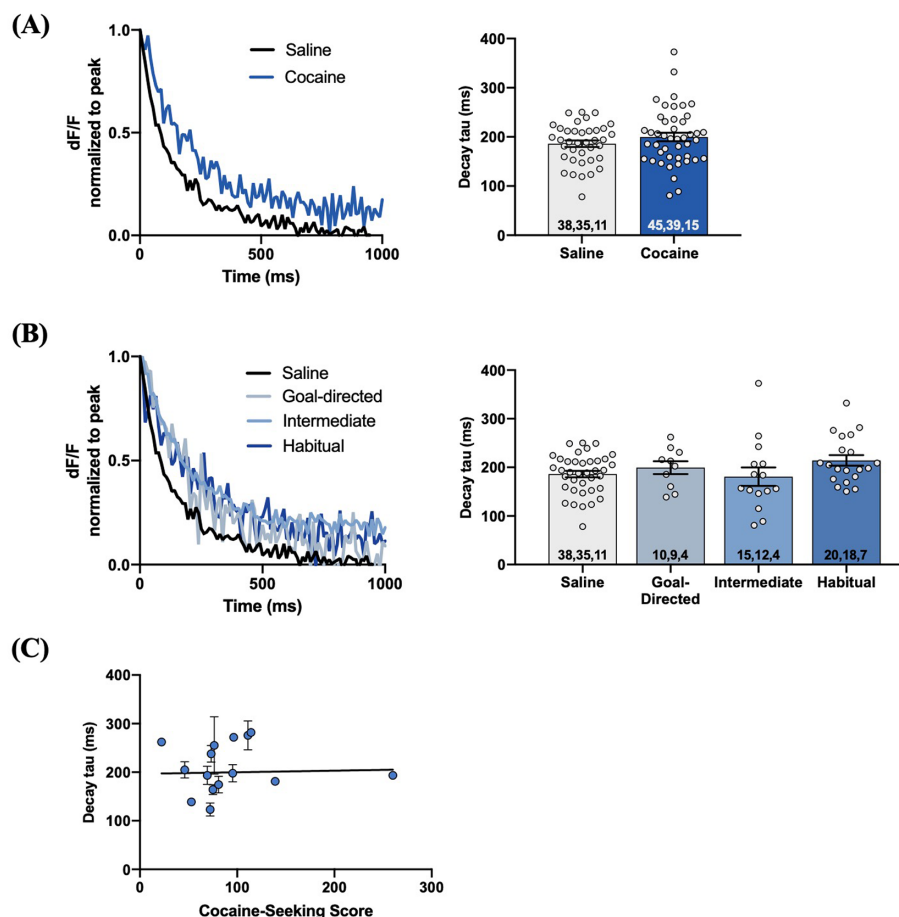 (A)
1.0
0.5
0.0
dF/F
normalized to peak
Saline
Cocaine
0
500
1000
Time (ms)
400
300
200
100
0
Decay tau (ms)
38,35,11
45,39,15
Saline
Cocaine
(B)
1.0
0.5
0.0
dF/F
normalized to peak
Saline
Goal-directed
Intermediate
Habitual
0
500
1000
Time (ms)
400
300
200
100
0
Decay tau (ms)
38,35,11
10,9,4
15,12,4
20,18,7
Saline
Goal-
Directed
Intermediate
Habitual
(C)
400
300
200
100
0
Decay tau (ms)
0
100
200
300
Cocaine-Seeking Score